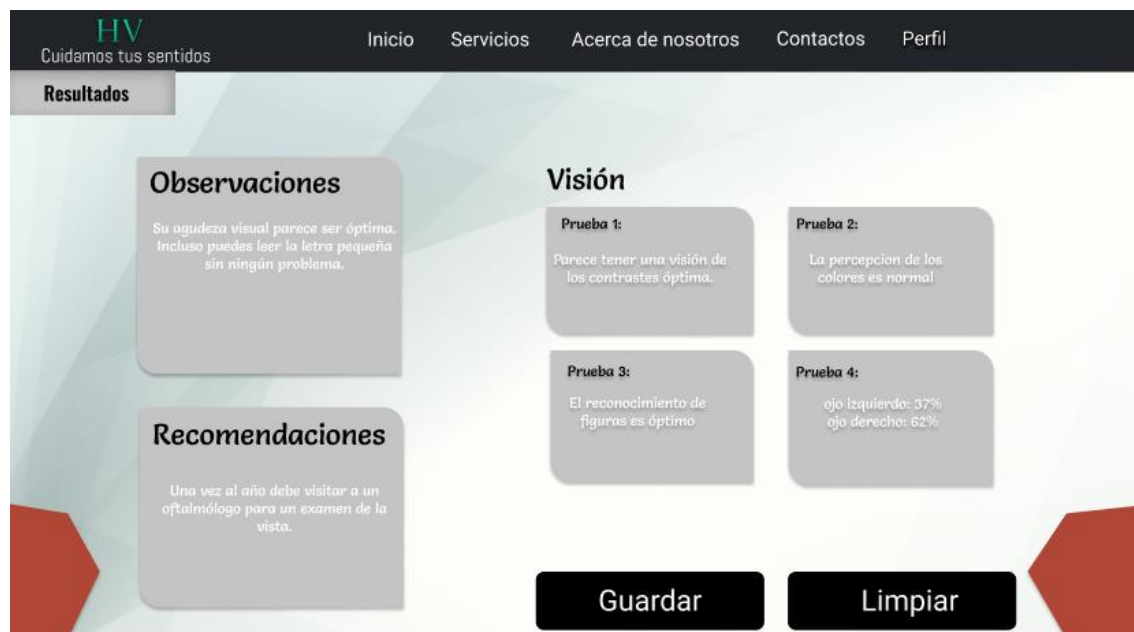 HV
Cuidamos tus sentidos
Inicio Servicios Acerca de nosotros Contactos Perfil
Resultados
Observaciones
Su agudeza visual parece ser óptima.
Incluso puedes leer la letra pequeña
sin ningún problema.
Recomendaciones
Una vez al año debe visitar a un
oftalmólogo para un examen de la
vista.
Visión
Prueba 1:
Parece tener una visión de
los contrastes óptima.
Prueba 2:
La percepcion de los
colores es normal
Prueba 3:
El reconocimiento de
figuras es óptimo
Prueba 4:
ojo izquierdo: 37%
ojo derecho: 62%
Guardar
Limpiar